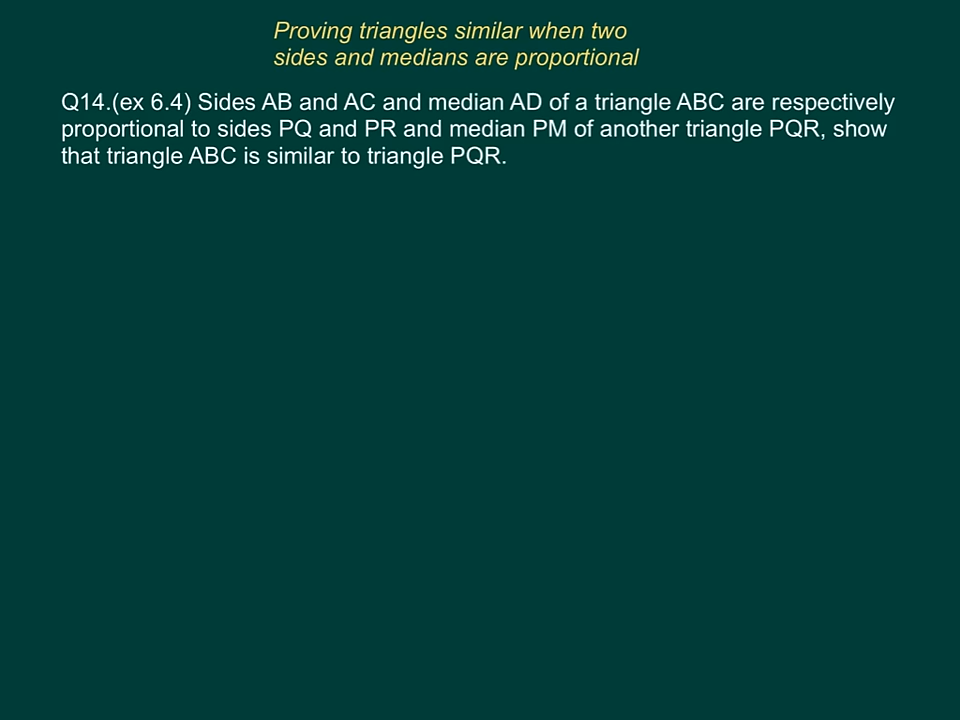 Proving triangles similar when two
sides and medians are proportional
Q14.(ex 6.4) Sides AB and AC and median AD of a triangle ABC are respectively
proportional to sides PQ and PR and median PM of another triangle PQR, show
that triangle ABC is similar to triangle PQR.